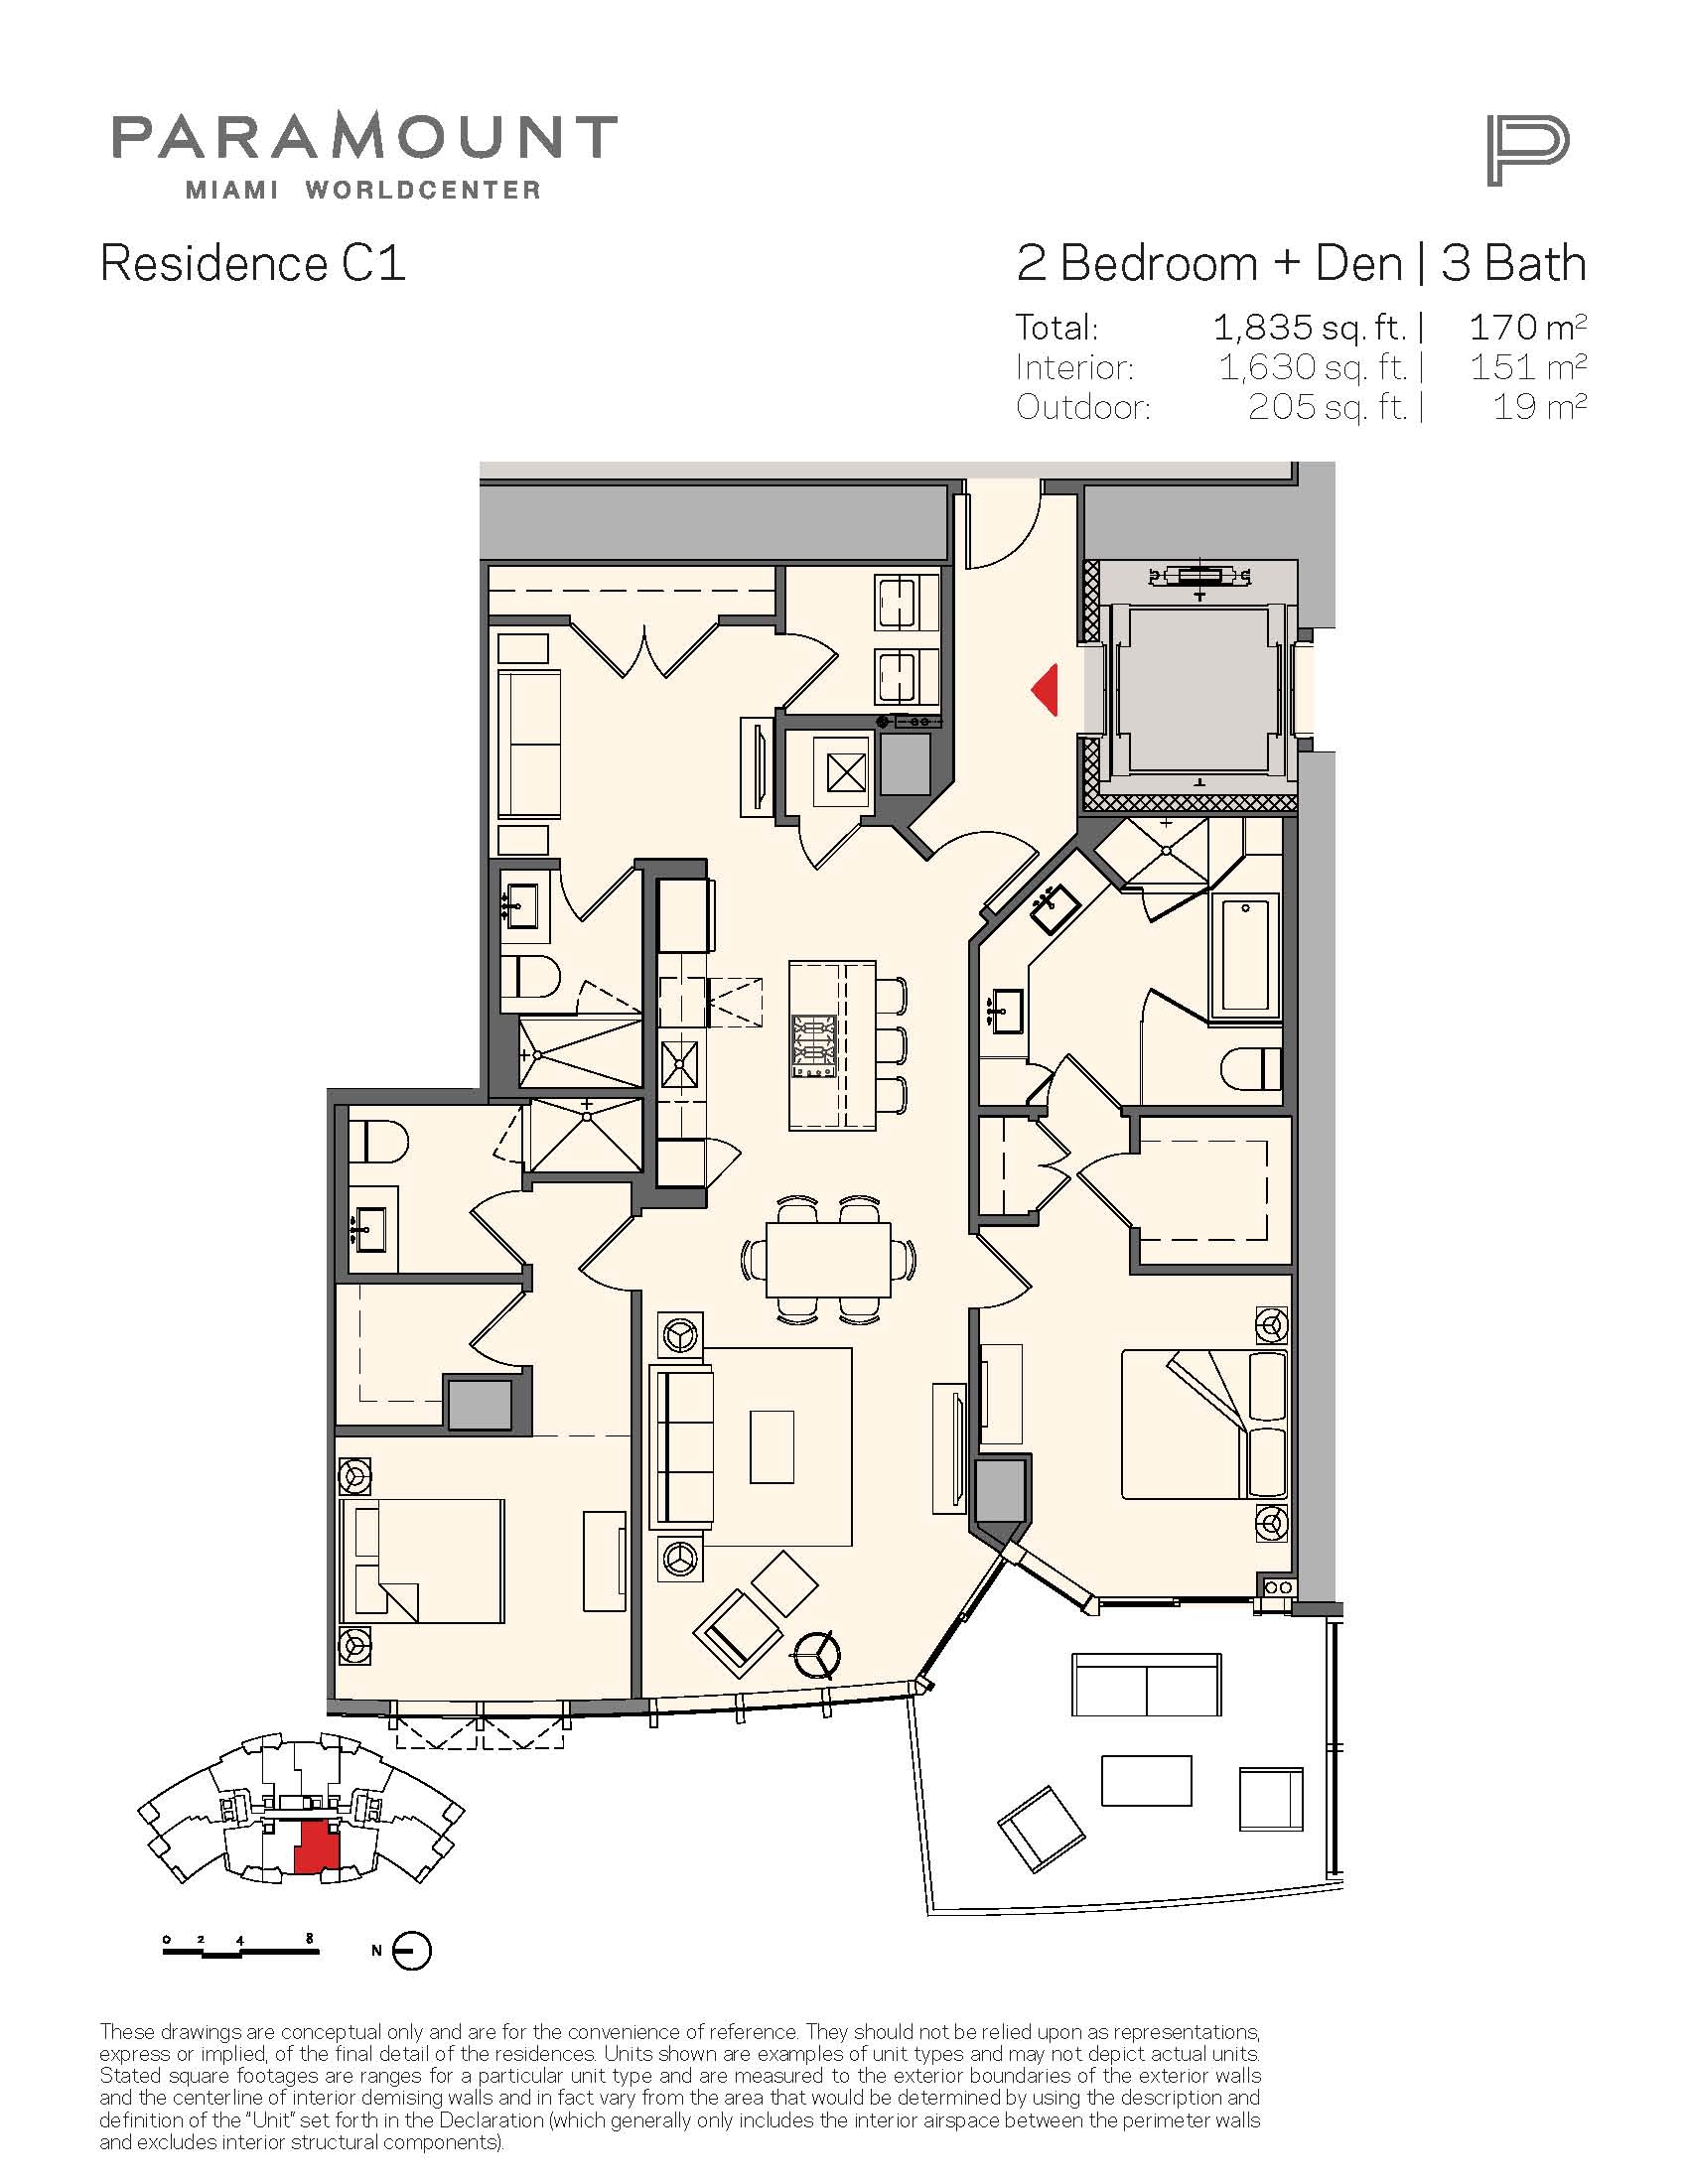 PARAMOUNT
MIAMI WORLDCENTER
P
Residence C1
2 Bedroom + Den | 3 Bath
Total: 1,835 sq. ft. | 170 m²
Interior: 1,630 sq. ft. | 151 m²
Outdoor: 205 sq. ft. | 19 m²
0 2 4 8
N
These drawings are conceptual only and are for the convenience of reference. They should not be relied upon as representations,
express or implied, of the final detail of the residences. Units shown are examples of unit types and may not depict actual units.
Stated square footages are ranges for a particular unit type and are measured to the exterior boundaries of the exterior walls
and the centerline of interior demising walls and in fact vary from the area that would be determined by using the description and
definition of the "Unit" set forth in the Declaration (which generally only includes the interior airspace between the perimeter walls
and excludes interior structural components).